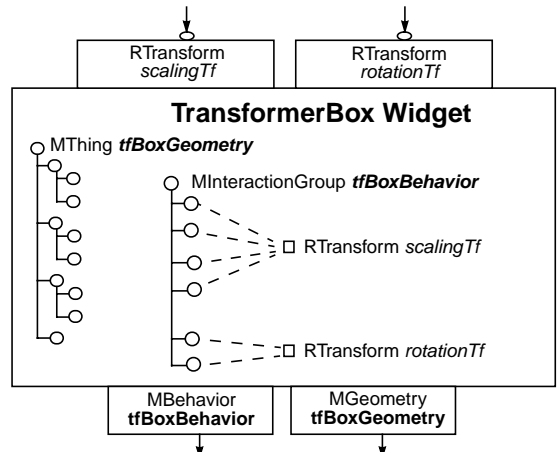 RTransform
scalingTf
RTransform
rotationTf
TransformerBox Widget
MThing tfBoxGeometry
MInteractionGroup tfBoxBehavior
RTransform scalingTf
RTransform rotationTf
MBehavior
tfBoxBehavior
MGeometry
tfBoxGeometry